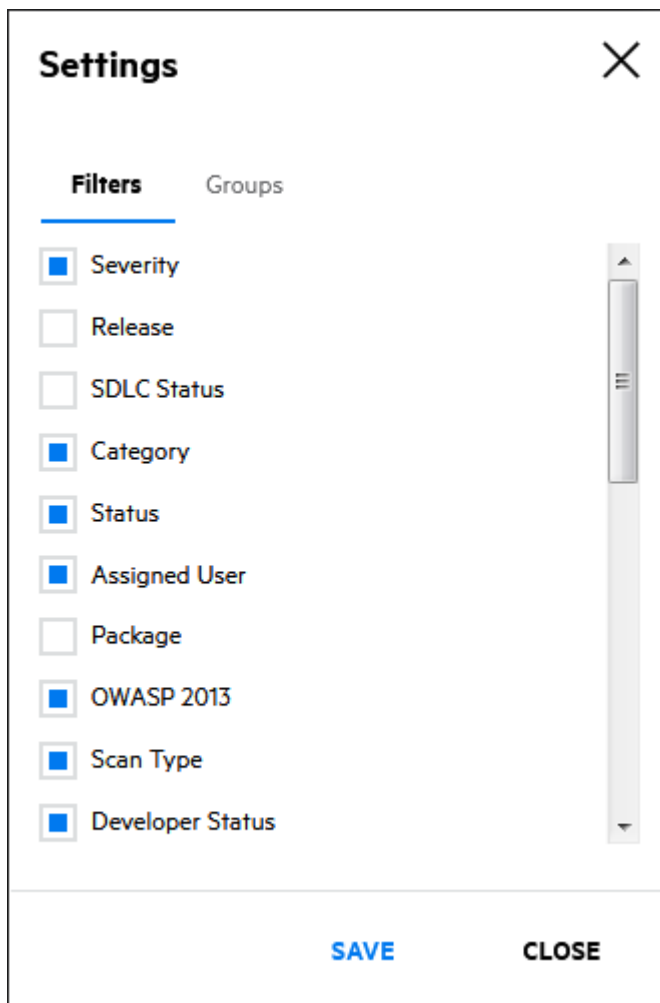 Settings
Filters Groups
Severity
Release
SDLC Status
Category
Status
Assigned User
Package
OWASP 2013
Scan Type
Developer Status
SAVE CLOSE